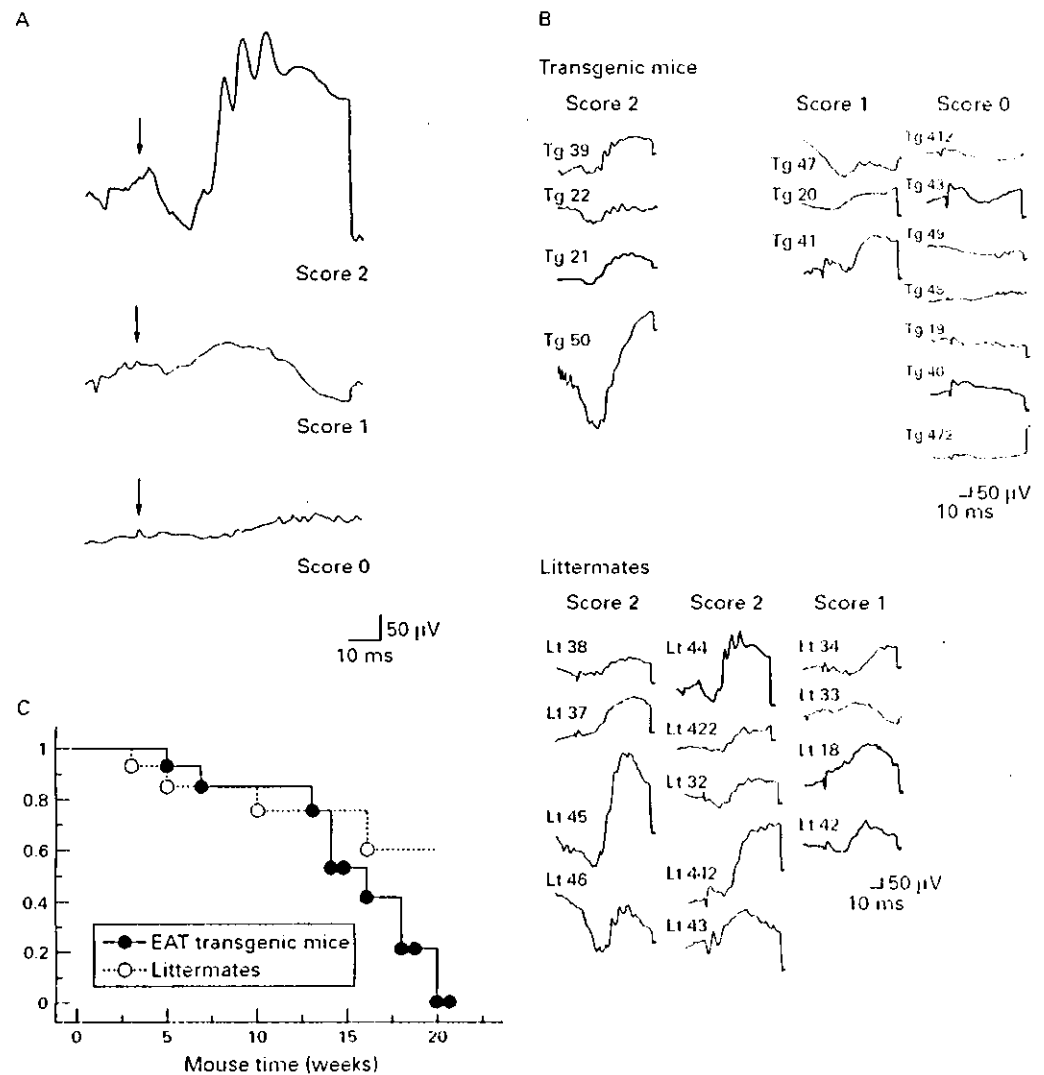 A
Score 2
Score 1
Score 0
50 μV
10 ms
B
Transgenic mice
Score 2
Score 1
Score 0
Tg 39
Tg 22
Tg 21
Tg 50
Tg 47
Tg 20
Tg 41
Tg 412
Tg 43
Tg 49
Tg 19
Tg 472
50 μV
10 ms
Littermates
Score 2
Score 2
Score 1
Lt 38
Lt 37
Lt 45
Lt 46
Lt 44
Lt 422
Lt 32
Lt 442
Lt 43
Lt 34
Lt 33
Lt 18
Lt 42
50 μV
10 ms
C
1
0.8
0.6
0.4
0.2
0
EAT transgenic mice
Littermates
0
5
10
15
20
Mouse time (weeks)